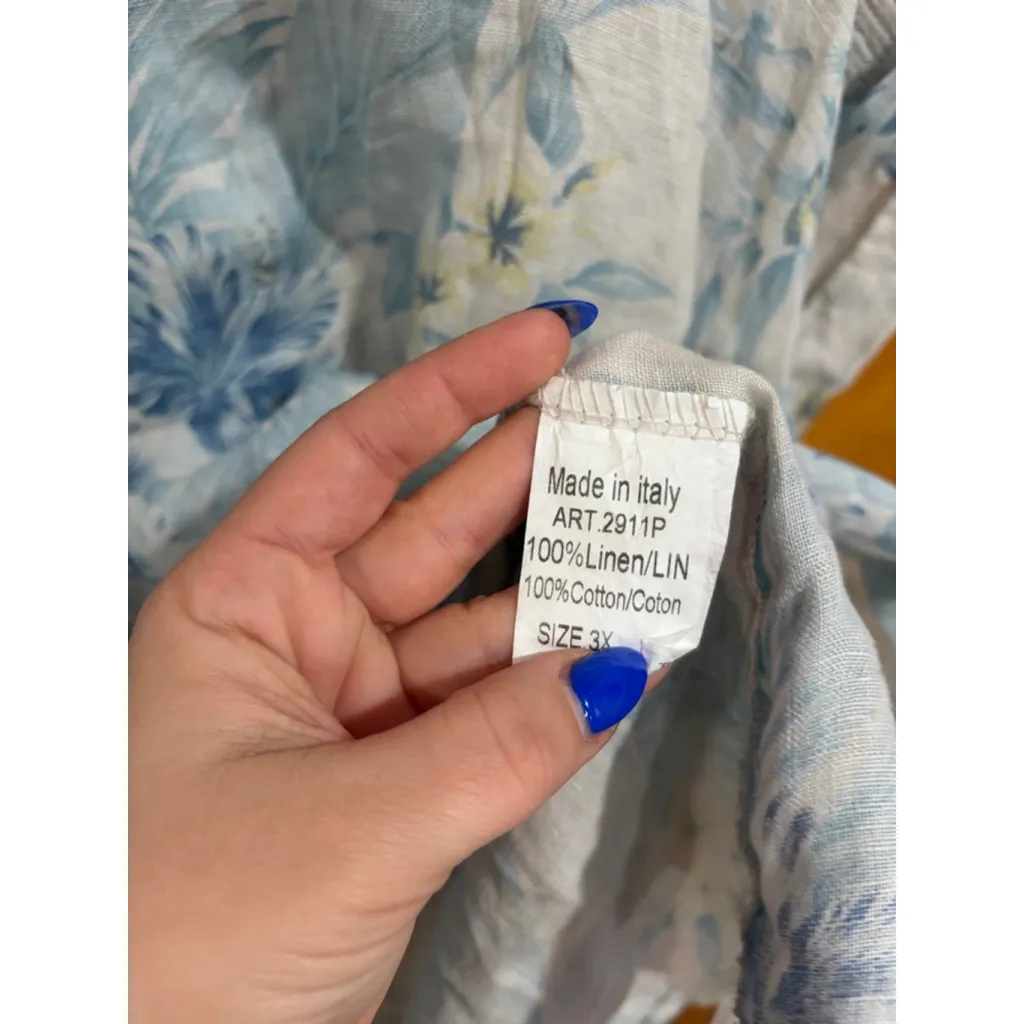 Made in italy
ART.2911P
100%Linen/LIN
100%Cotton/Coton
SIZE.3X